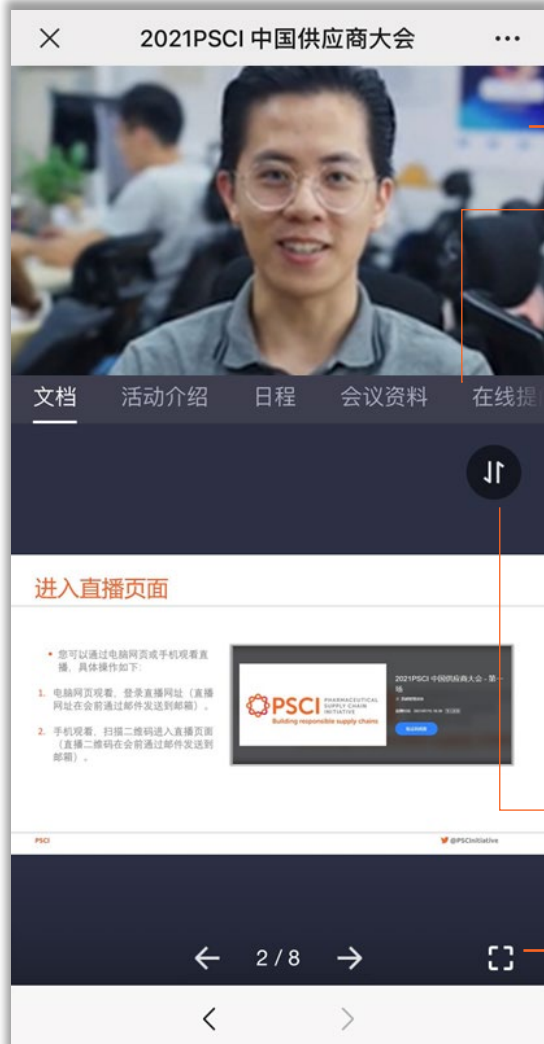 2021PSCI 中国供应商大会
文档 活动介绍 日程 会议资料 在线提
进入直播页面
• 您可以通过电脑网页或手机观看直
播，具体操作如下：
1. 电脑网页观看，登录直播网址（直播
网址在会前通过邮件发送到邮箱）。
2. 手机观看，扫描二维码进入直播页面
（直播二维码在会前通过邮件发送到
邮箱）。
PSCI PHARMACEUTICAL
SUPPLY CHAIN
INITIATIVE
Building responsible supply chains
2021PSCI 中国供应商大会 - 第一
场
PSCI
@PSCInitiative
2 / 8